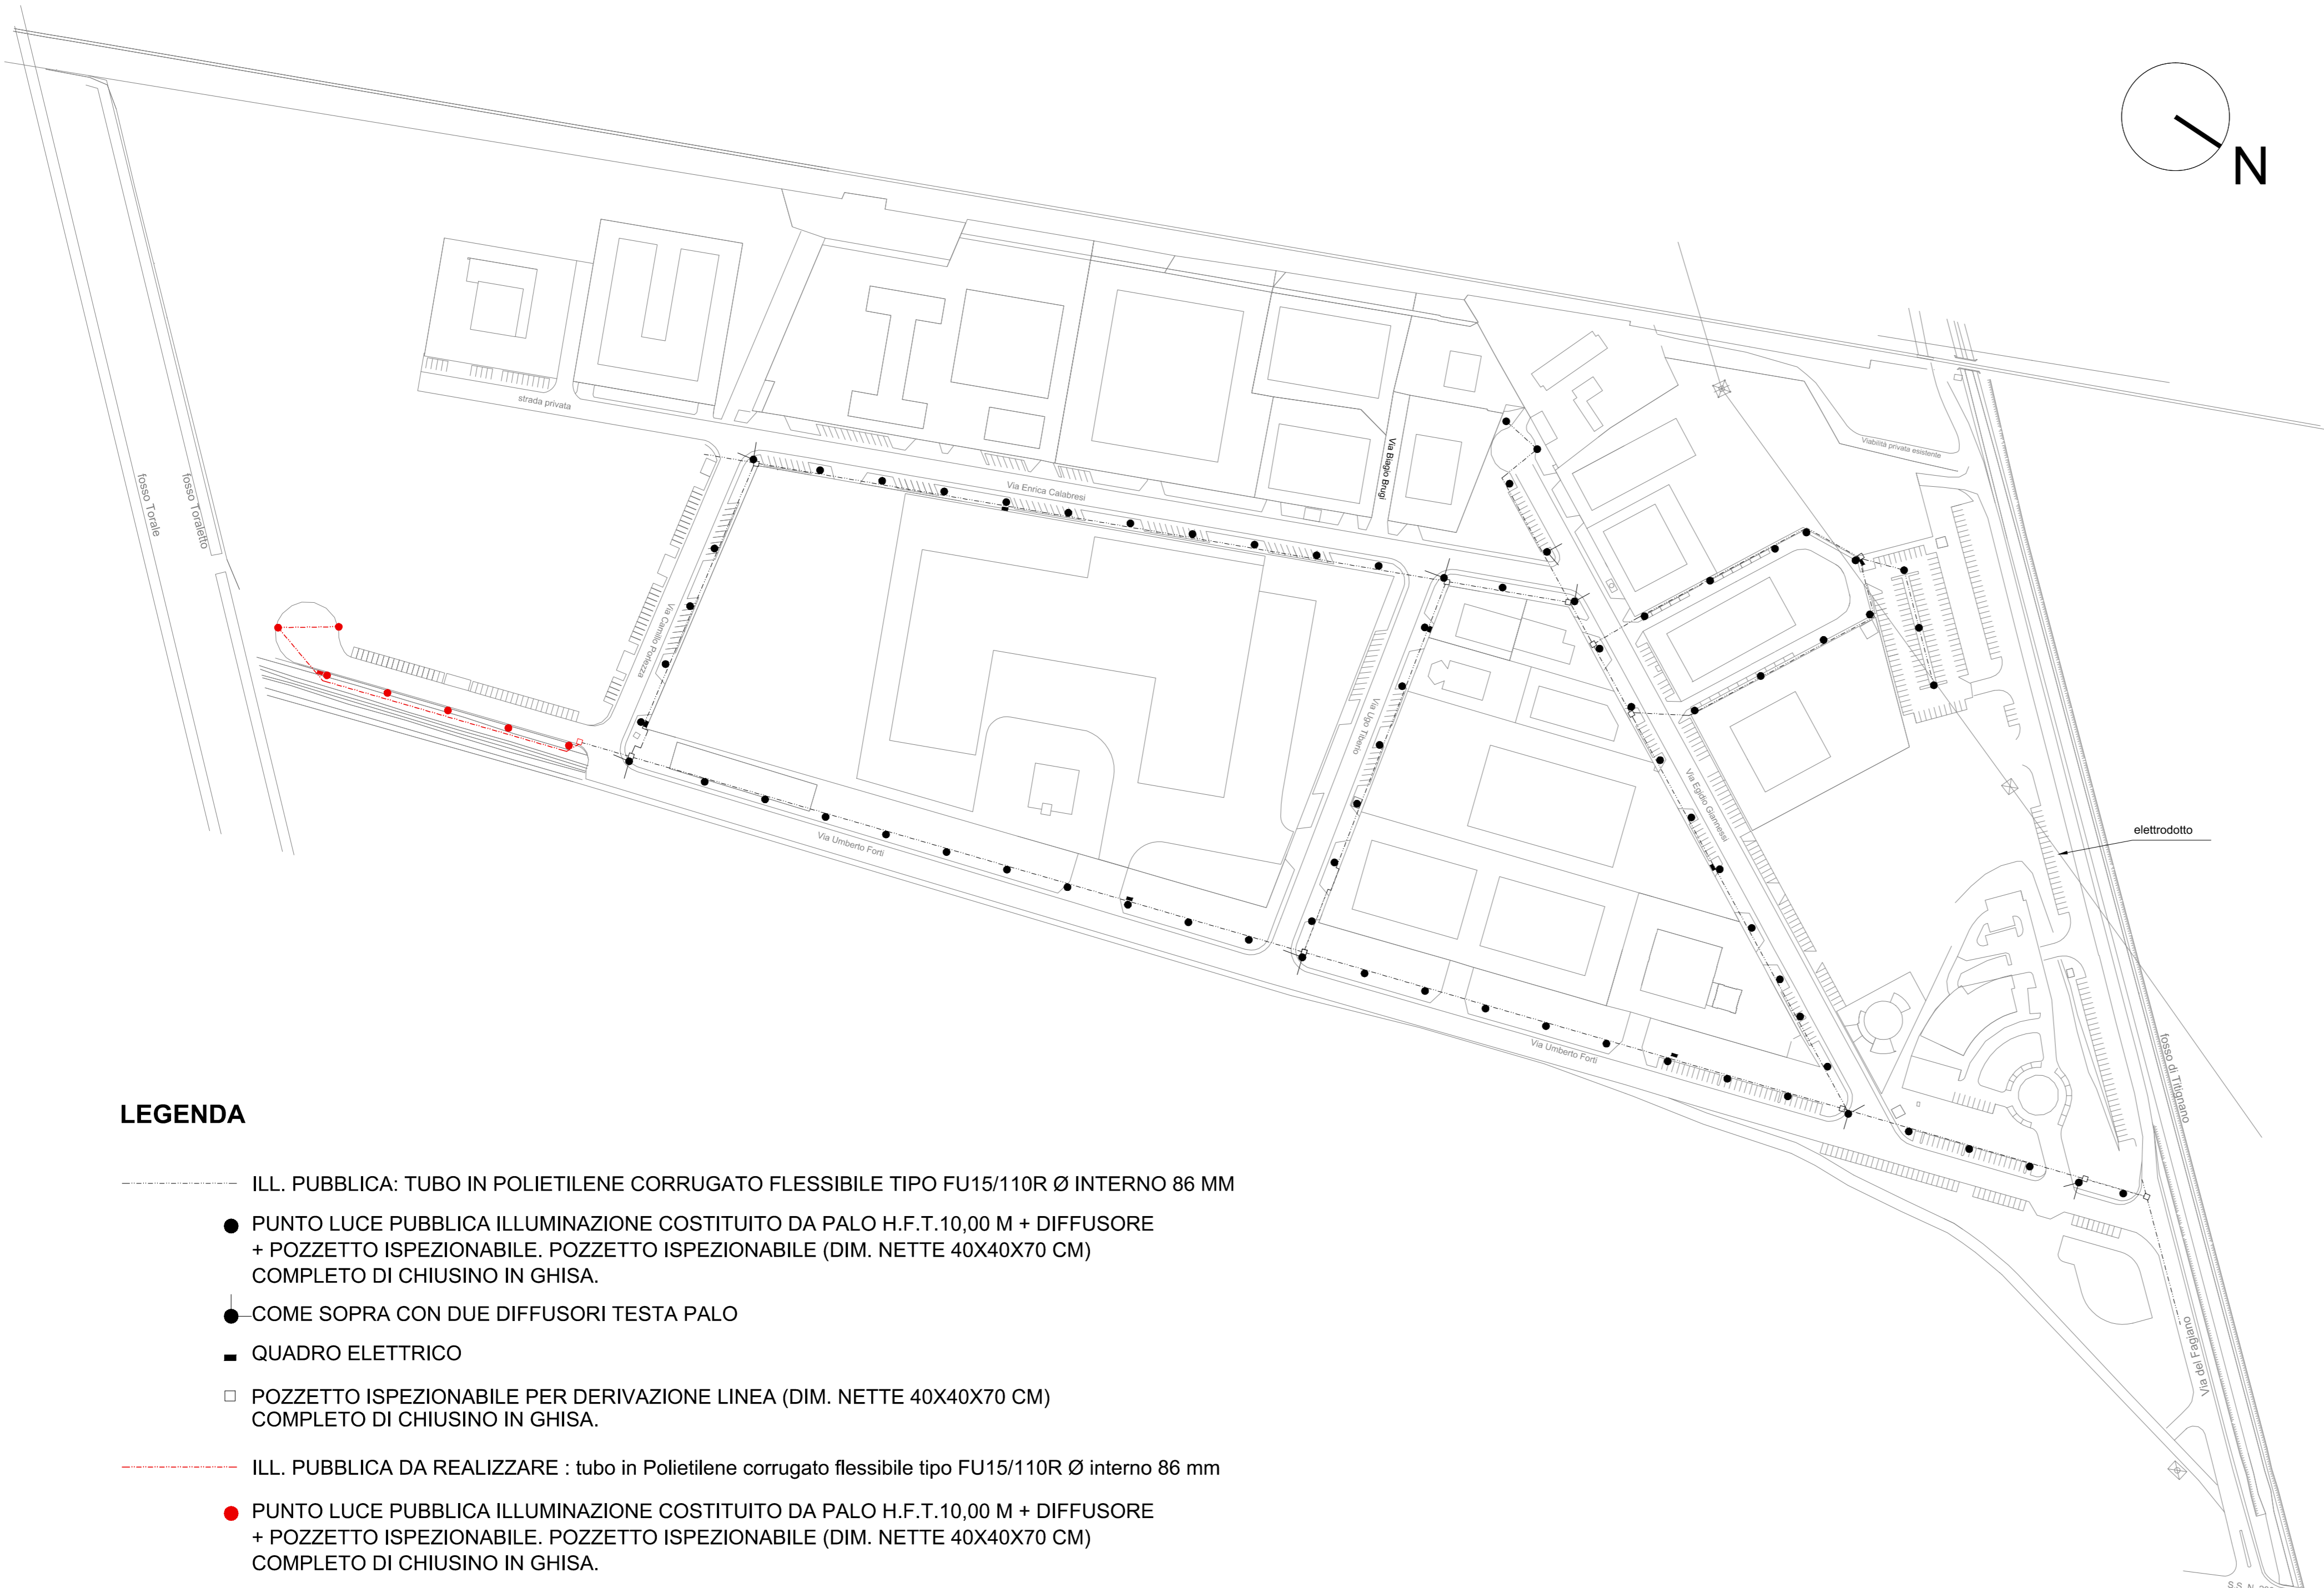 N
strada privata
Via Enrica Calabresi
Via Biagio Brugi
Viabilità privata esistente
fosso Torale
fosso Toraletto
Via Camillo Porlezza
Via Ugo Tiberio
Via Egidio Giannessi
elettrodotto
Via Umberto Forti
Via Umberto Forti
fosso di Titignano
Via del Fagiano
LEGENDA
ILL. PUBBLICA: TUBO IN POLIETILENE CORRUGATO FLESSIBILE TIPO FU15/110R Ø INTERNO 86 MM
PUNTO LUCE PUBBLICA ILLUMINAZIONE COSTITUITO DA PALO H.F.T.10,00 M + DIFFUSORE
+ POZZETTO ISPEZIONABILE. POZZETTO ISPEZIONABILE (DIM. NETTE 40X40X70 CM)
COMPLETO DI CHIUSINO IN GHISA.
COME SOPRA CON DUE DIFFUSORI TESTA PALO
QUADRO ELETTRICO
POZZETTO ISPEZIONABILE PER DERIVAZIONE LINEA (DIM. NETTE 40X40X70 CM)
COMPLETO DI CHIUSINO IN GHISA.
ILL. PUBBLICA DA REALIZZARE : tubo in Polietilene corrugato flessibile tipo FU15/110R Ø interno 86 mm
PUNTO LUCE PUBBLICA ILLUMINAZIONE COSTITUITO DA PALO H.F.T.10,00 M + DIFFUSORE
+ POZZETTO ISPEZIONABILE. POZZETTO ISPEZIONABILE (DIM. NETTE 40X40X70 CM)
COMPLETO DI CHIUSINO IN GHISA.
S.S. N.